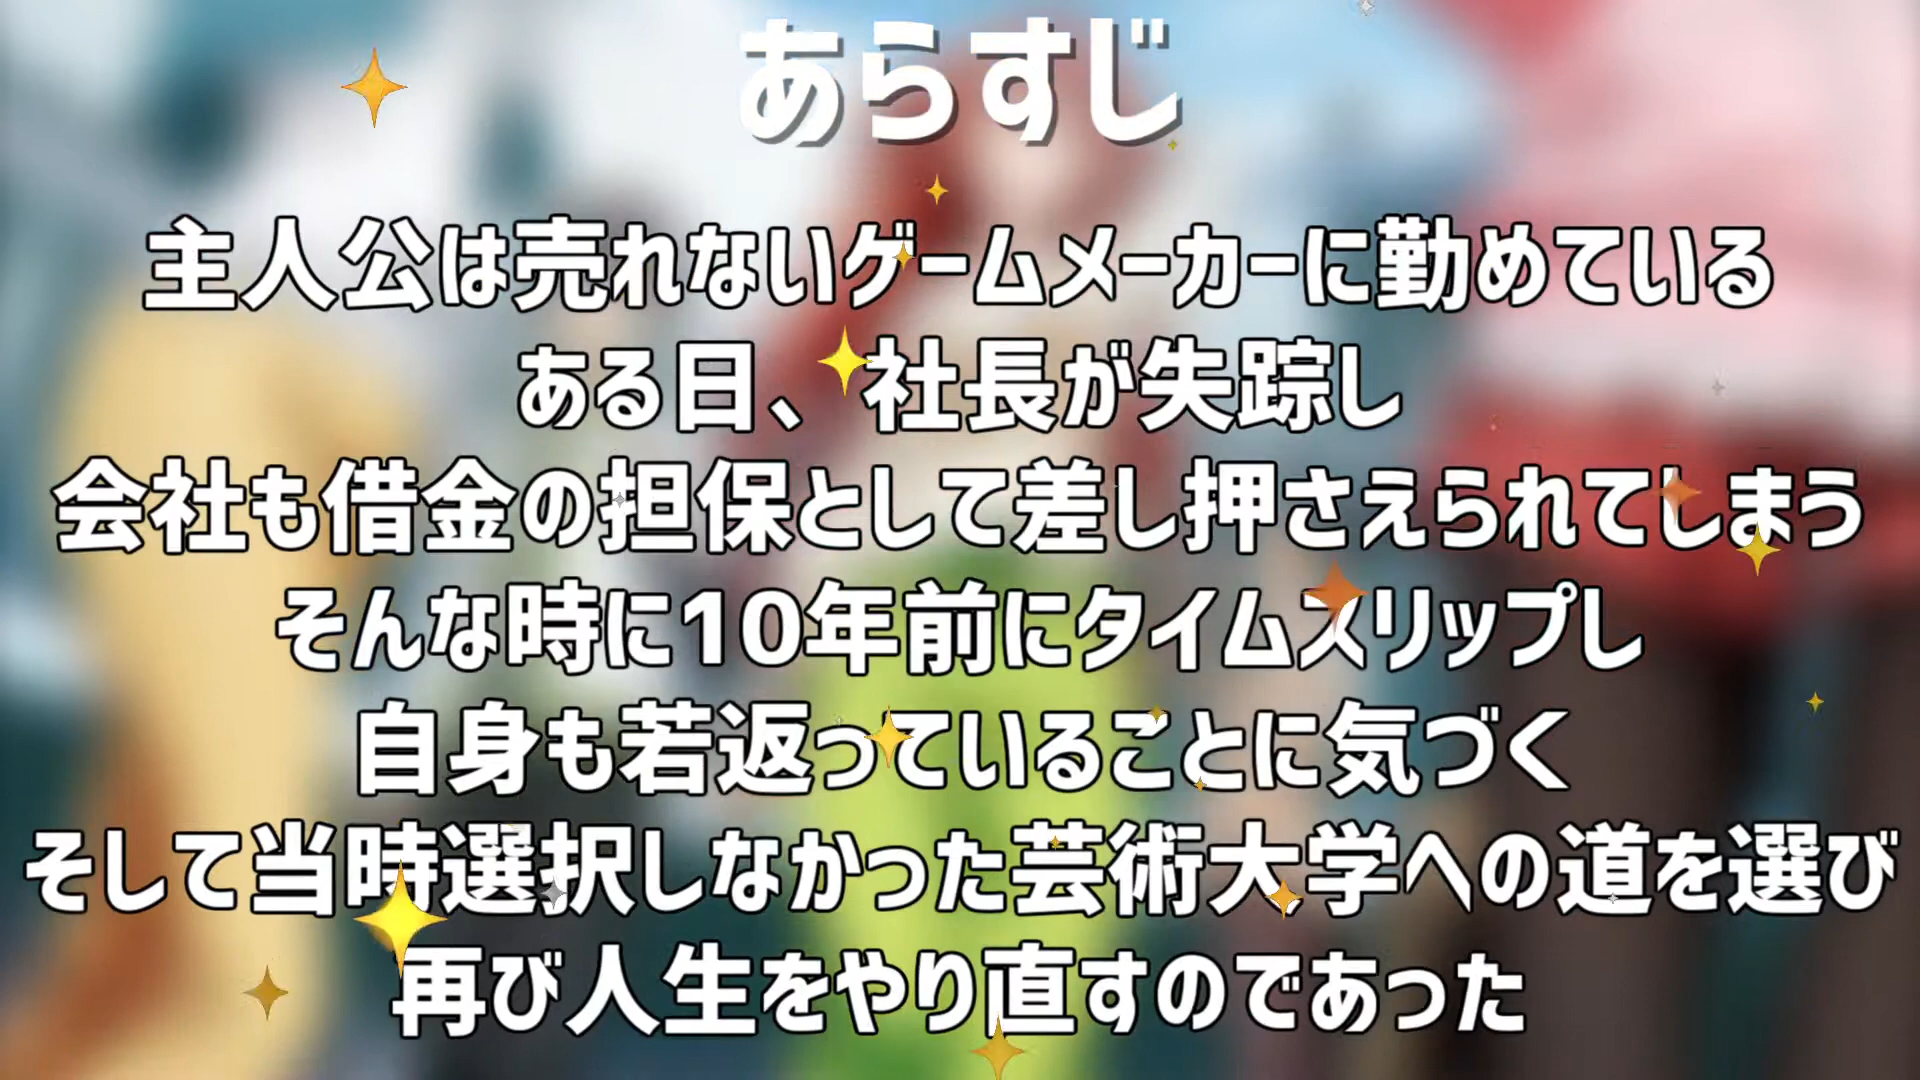 あらすじ
主人公は売れないゲームメーカーに勤めている
ある日、社長が失踪し
会社も借金の担保として差し押さえられてしまう
そんな時に10年前にタイムスリップし
自身も若返っていることに気づく
そして当時選択しなかった芸術大学への道を選び
再び人生をやり直すのであった